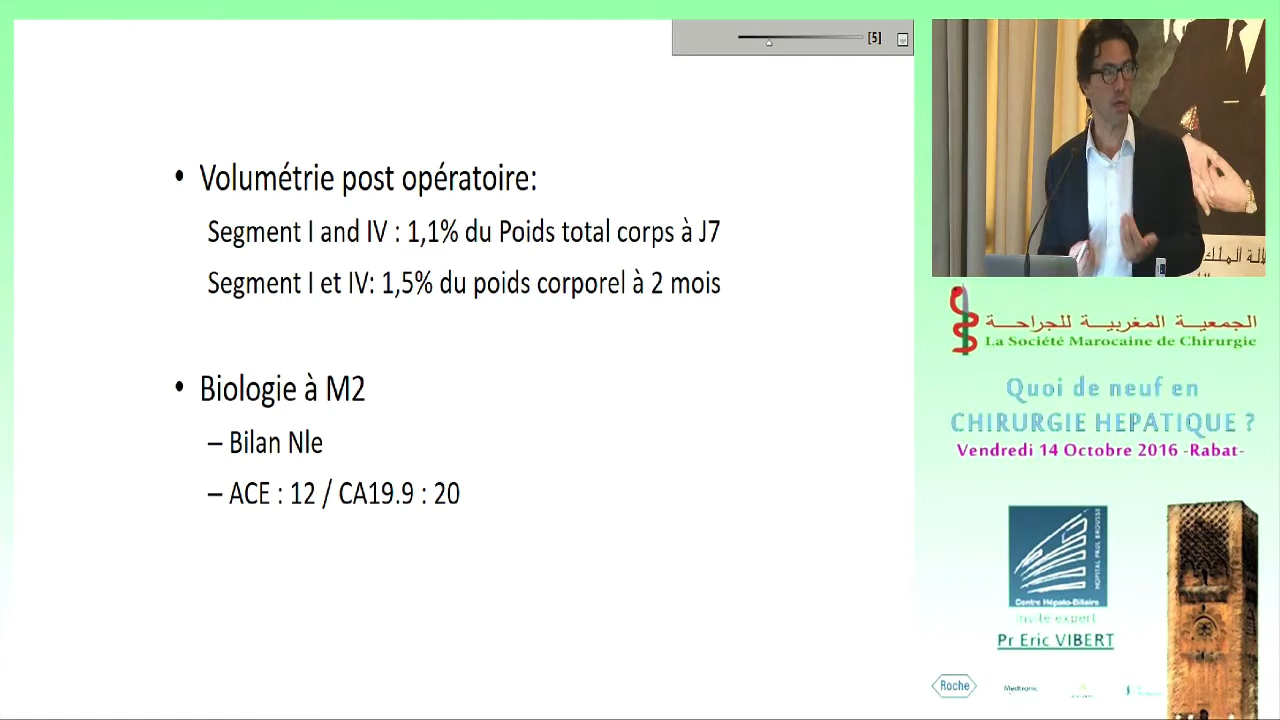 [5]
• Volumétrie post opératoire:
Segment I and IV : 1,1% du Poids total corps à J7
Segment I et IV: 1,5% du poids corporel à 2 mois
• Biologie à M2
– Bilan Nle
– ACE : 12 / CA19.9 : 20
الجمعية المغربية للجراحة
La Société Marocaine de Chirurgie
Quoi de neuf en
CHIRURGIE HEPATIQUE ?
Vendredi 14 Octobre 2016 -Rabat-
HOPITAL PAUL BROUSSE
Centre Hépato-Biliaire
Invite expert
Pr Eric VIBERT
Roche
Medtronic